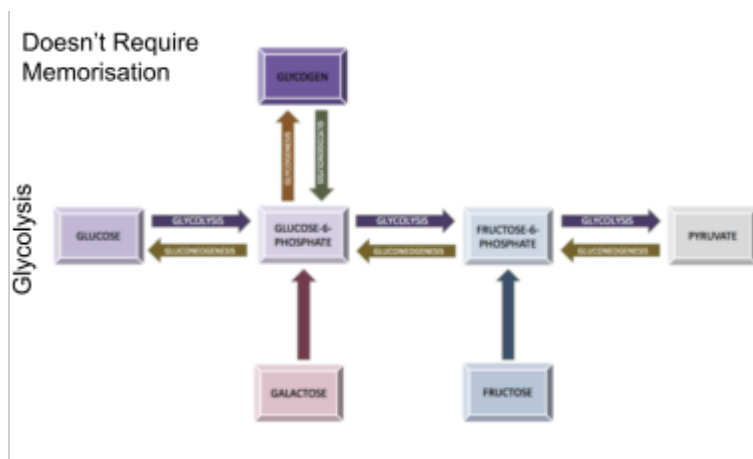 Doesn't Require
Memorisation
GLYCOGEN
GLYCOGENESIS
GLYCOGENOLYSIS
Glycolysis
GLUCOSE
GLYCOLYSIS
GLUCONEOGENESIS
GLUCOSE-6-
PHOSPHATE
GLYCOLYSIS
GLUCONEOGENESIS
FRUCTOSE-6-
PHOSPHATE
GLYCOLYSIS
GLUCONEOGENESIS
PYRUVATE
GALACTOSE
FRUCTOSE